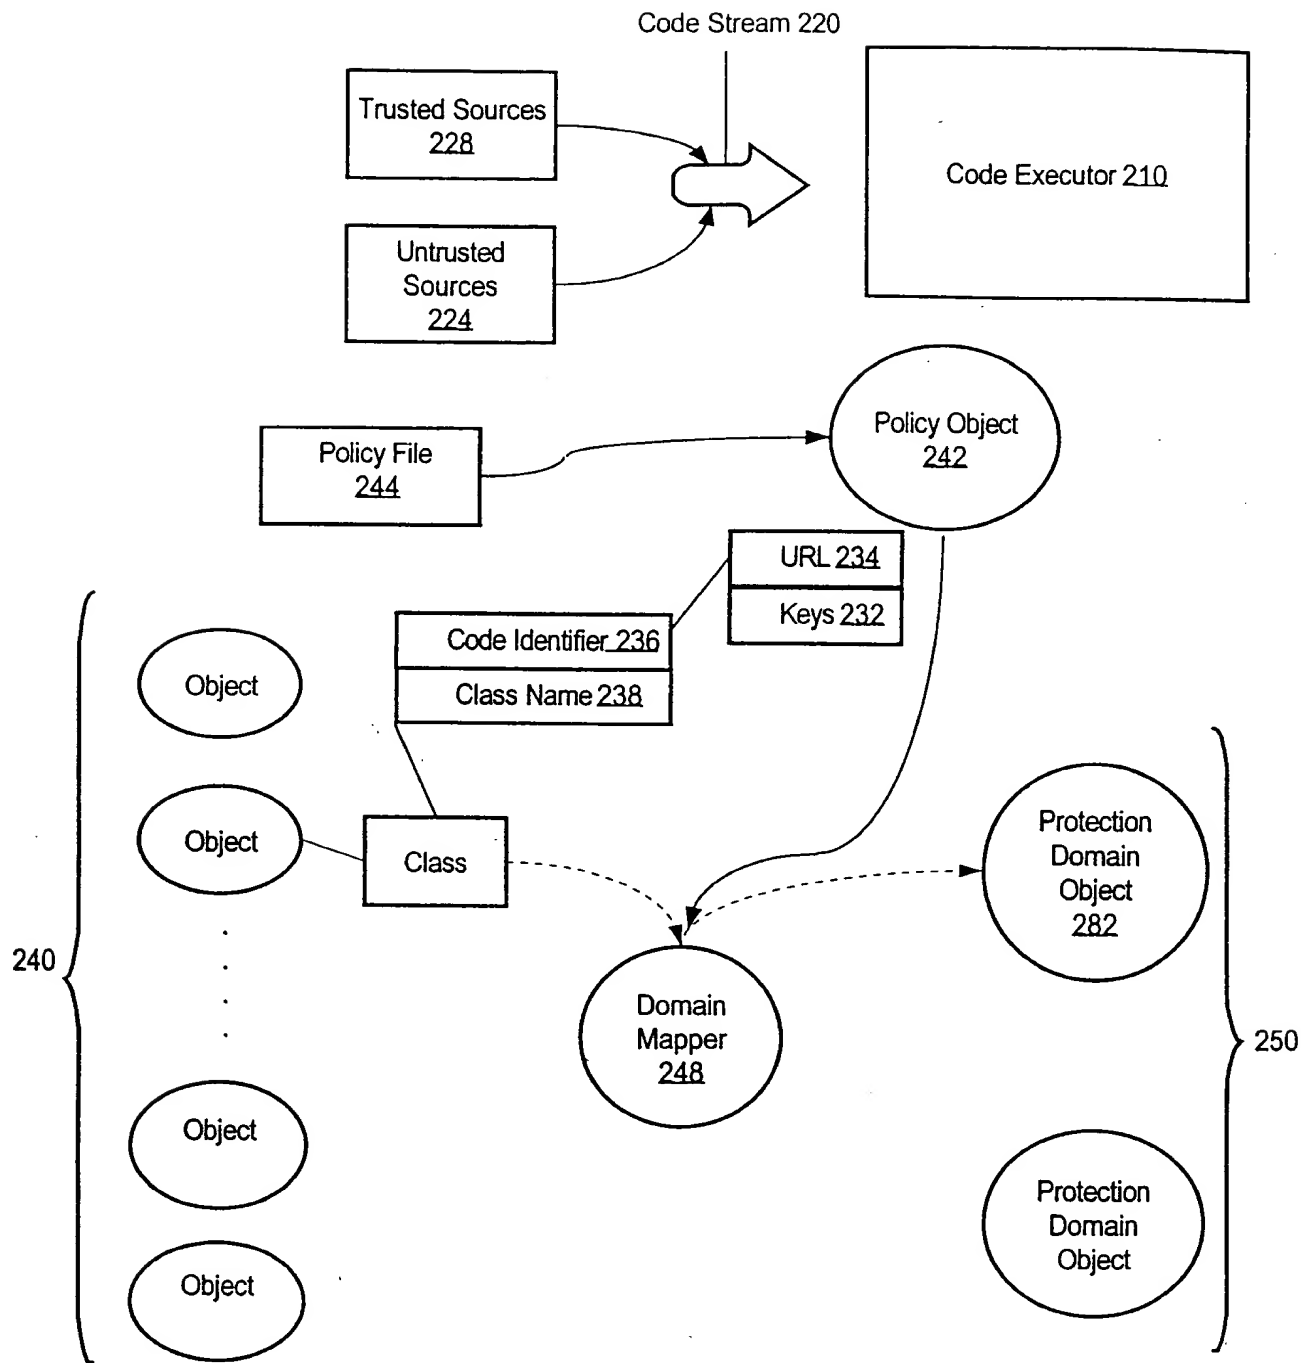 Code Stream 220
Trusted Sources
228
Code Executor 210
Untrusted
Sources
224
Policy Object
242
Policy File
244
URL 234
Keys 232
Code Identifier 236
Class Name 238
Object
Object
Class
Protection
Domain
Object
282
240
Domain
Mapper
248
250
Object
Protection
Domain
Object
Object